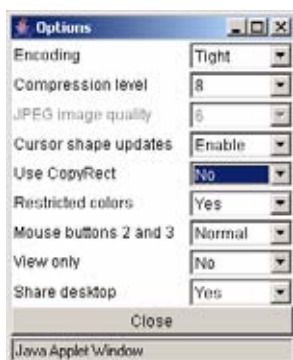 Options
Encoding Tight
Compression level 8
JPEG image quality 6
Cursor shape updates Enable
Use CopyRect No
Restricted colors Yes
Mouse buttons 2 and 3 Normal
View only No
Share desktop Yes
Close
Java Applet Window